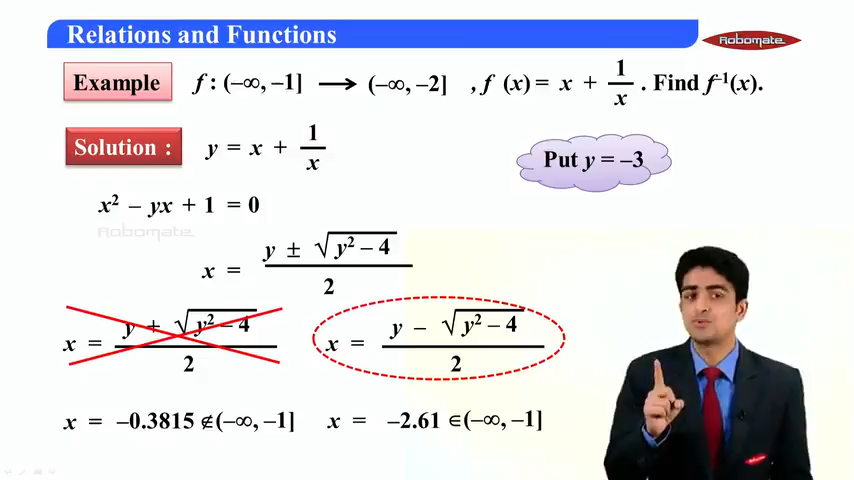 Relations and Functions
Robomate
Example f : (–∞, –1] → (–∞, –2] , f (x) = x + 1/x . Find f⁻¹(x).
Solution : y = x + 1/x
Put y = –3
x² – yx + 1 = 0
Robomate
x = (y ± √(y² – 4))/2
x = (y + √(y² – 4))/2 x = (y – √(y² – 4))/2
x = –0.3815 ∉(–∞, –1] x = –2.61 ∈(–∞, –1]